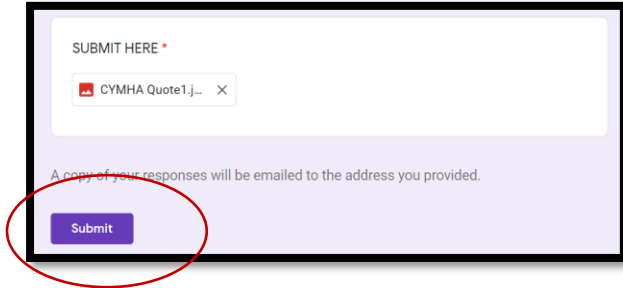 SUBMIT HERE *
CYMHA Quote1.j...
A copy of your responses will be emailed to the address you provided.
Submit